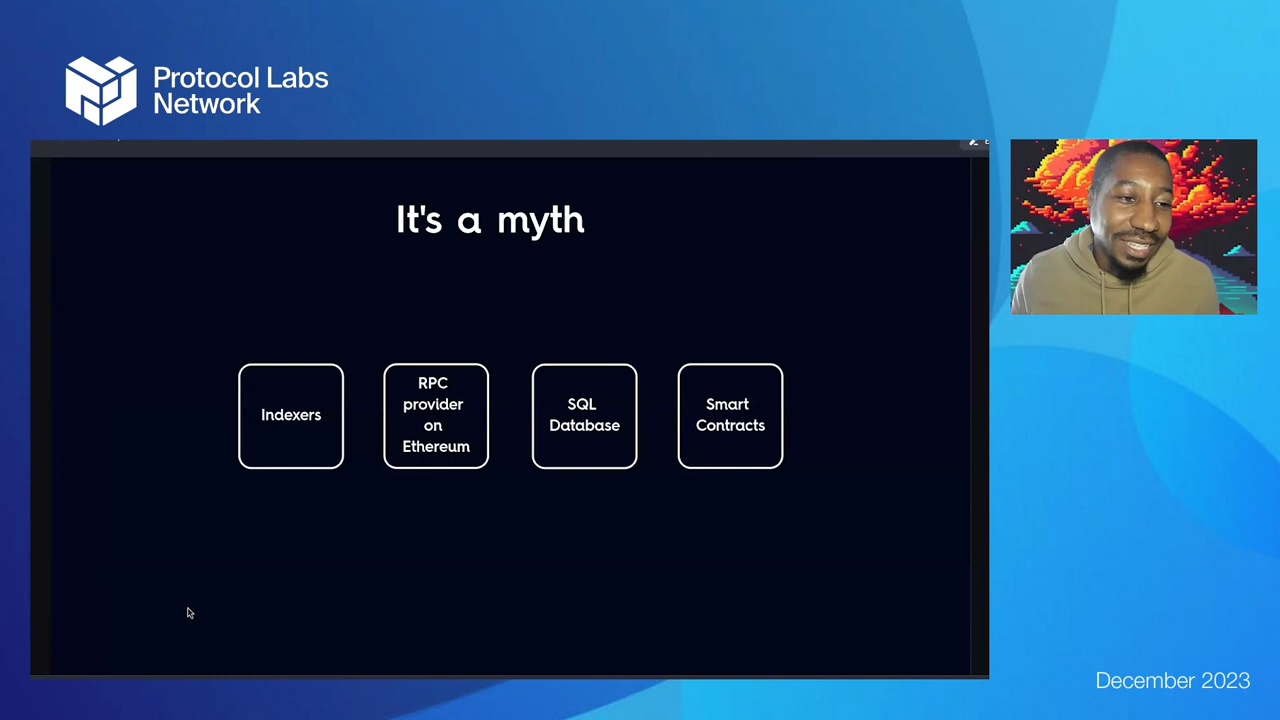 Protocol Labs
Network
It's a myth
Indexers
RPC
provider
on
Ethereum
SQL
Database
Smart
Contracts
December 2023